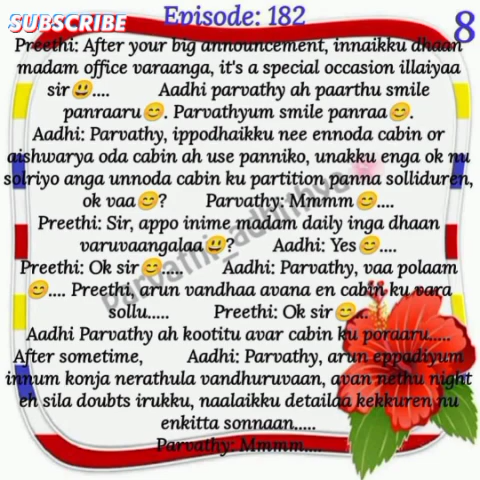 SUBSCRIBE
Episode: 182
8
Preethi: After your big announcement, innaikku dhaan
madam office varaanga, it's a special occasion illaiyaa
sir😃.... Aadhi parvathy ah paarthu smile
panraaru😊. Parvathyum smile panraa😊.
Aadhi: Parvathy, ippodhaikku nee ennoda cabin or
aishwarya oda cabin ah use panniko, unakku enga ok nu
solriyo anga unnoda cabin ku partition panna solliduren,
ok vaa😊? Parvathy: Mmmm😊....
Preethi: Sir, appo inime madam daily inga dhaan
varuvaangalaa😃? Aadhi: Yes😊....
Preethi: Ok sir😊..... Aadhi: Parvathy, vaa polaam
😊.... Preethi, arun vandhaa avana en cabin ku vara
sollu..... Preethi: Ok sir😊...
Aadhi Parvathy ah kootitu avar cabin ku poraaru.....
After sometime, Aadhi: Parvathy, arun eppadiyum
innum konja nerathula vandhuruvaan, avan nethu night
eh sila doubts irukku, naalaikku detailaa kekkuren nu
enkitta sonnaan.....
Parvathy: Mmmm....